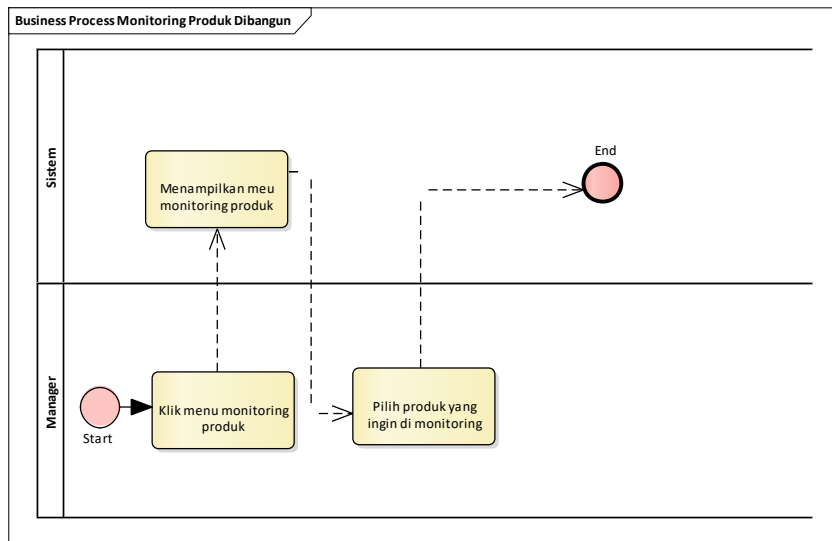 Business Process Monitoring Produk Dibangun
Sistem
Menampilkan meu
monitoring produk
End
Manager
Start
Klik menu monitoring
produk
Pilih produk yang
ingin di monitoring